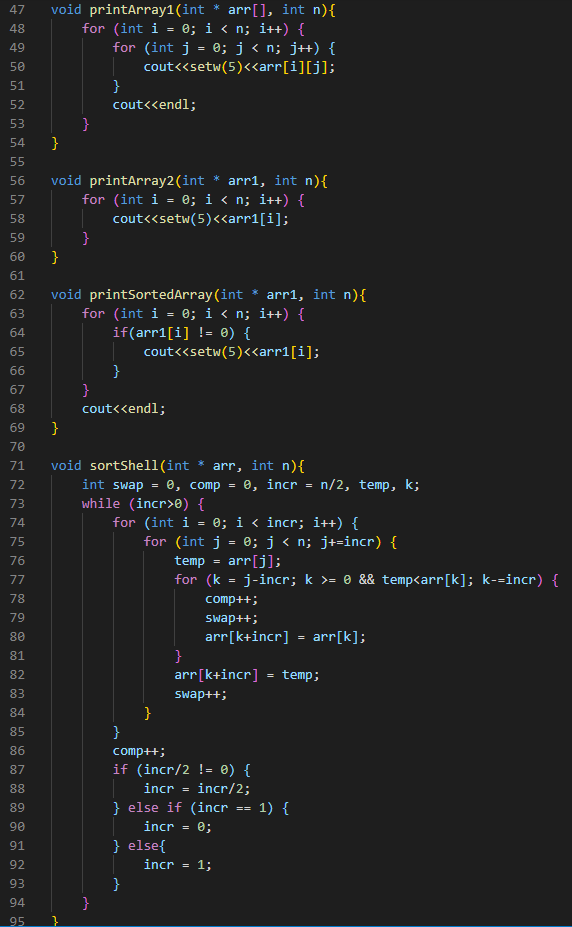 47 void printArray1(int * arr[], int n){
48     for (int i = 0; i < n; i++) {
49         for (int j = 0; j < n; j++) {
50             cout<<setw(5)<<arr[i][j];
51         }
52         cout<<endl;
53     }
54 }
55
56 void printArray2(int * arr1, int n){
57     for (int i = 0; i < n; i++) {
58         cout<<setw(5)<<arr1[i];
59     }
60 }
61
62 void printSortedArray(int * arr1, int n){
63     for (int i = 0; i < n; i++) {
64         if(arr1[i] != 0) {
65             cout<<setw(5)<<arr1[i];
66         }
67     }
68     cout<<endl;
69 }
70
71 void sortShell(int * arr, int n){
72     int swap = 0, comp = 0, incr = n/2, temp, k;
73     while (incr>0) {
74         for (int i = 0; i < incr; i++) {
75             for (int j = 0; j < n; j+=incr) {
76                 temp = arr[j];
77                 for (k = j-incr; k >= 0 && temp<arr[k]; k-=incr) {
78                     comp++;
79                     swap++;
80                     arr[k+incr] = arr[k];
81                 }
82                 arr[k+incr] = temp;
83                 swap++;
84             }
85         }
86         comp++;
87         if (incr/2 != 0) {
88             incr = incr/2;
89         } else if (incr == 1) {
90             incr = 0;
91         } else{
92             incr = 1;
93         }
94     }
95 }